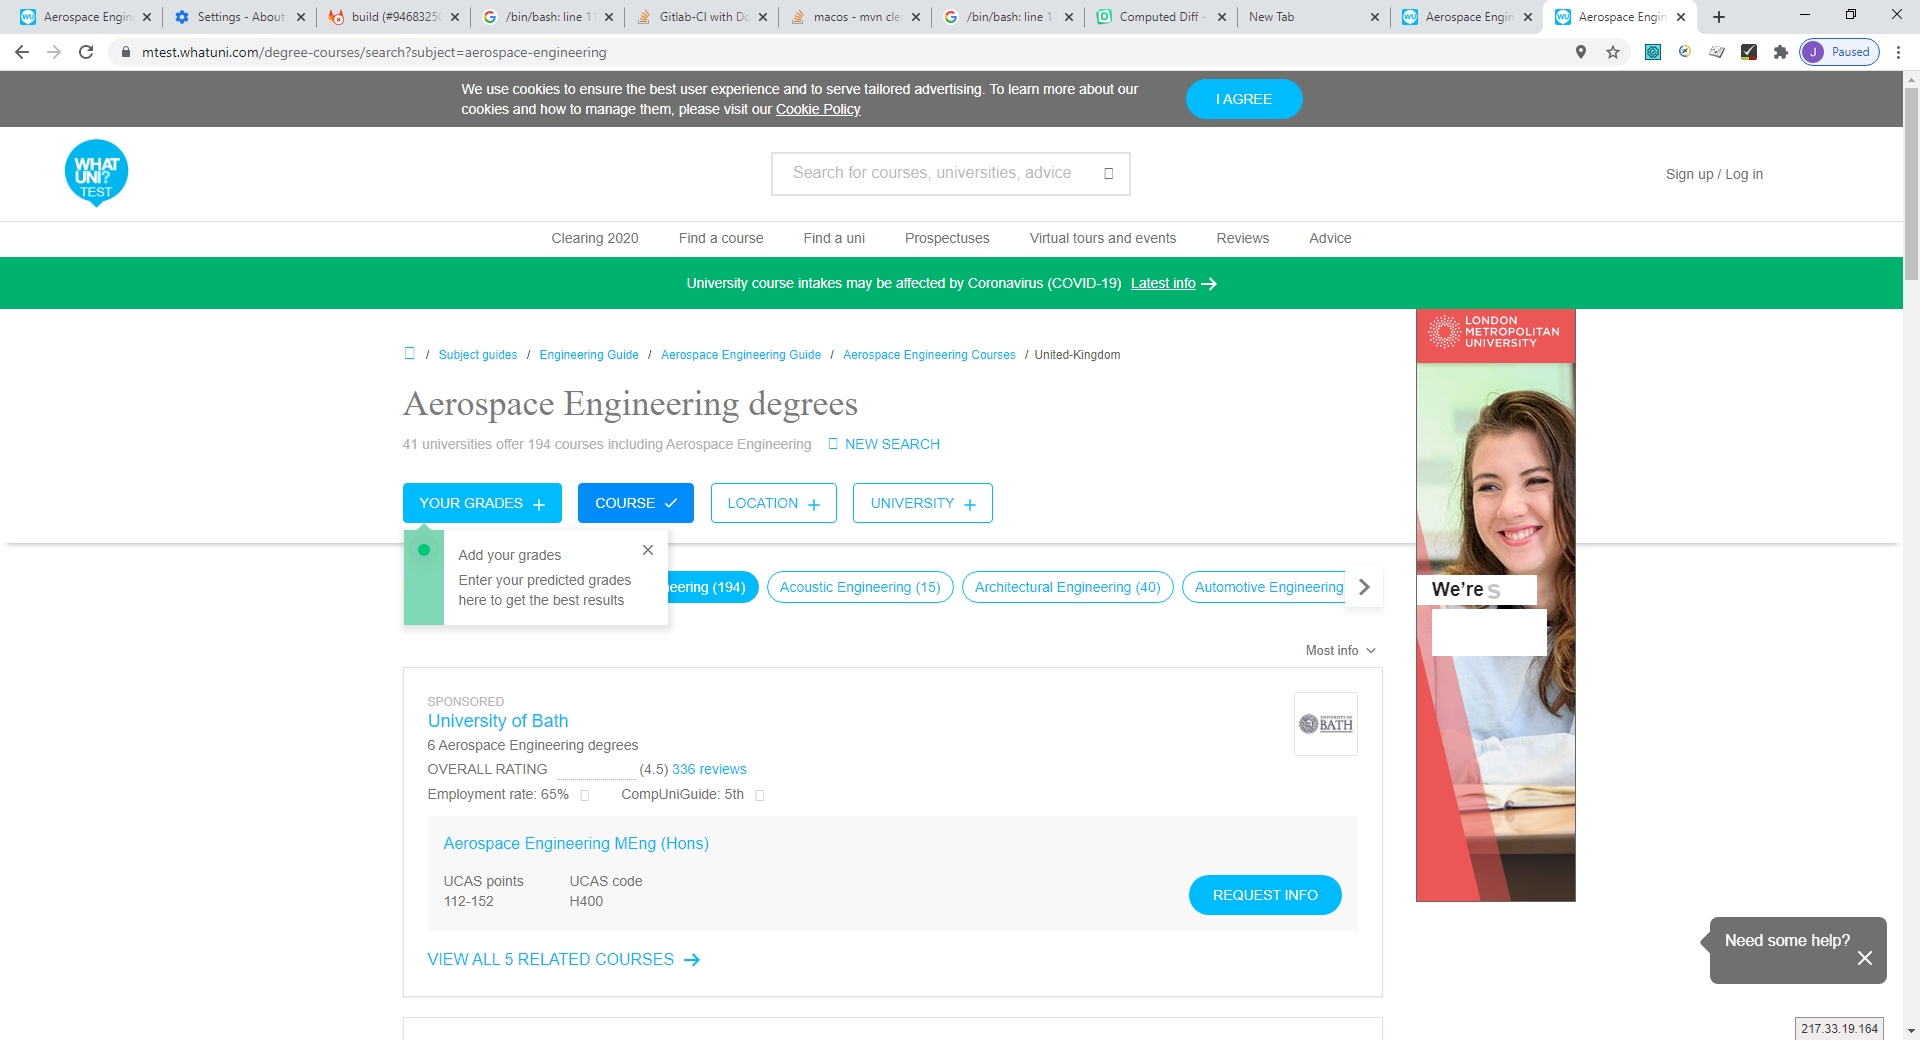 Aerospace Engin
Settings - About
build (#9468325
/bin/bash: line 1
Gitlab-CI with Do
macos - mvn cle
/bin/bash: line 1
Computed Diff -
New Tab
Aerospace Engin
Aerospace Engin
mtest.whatuni.com/degree-courses/search?subject=aerospace-engineering
J Paused
We use cookies to ensure the best user experience and to serve tailored advertising. To learn more about our
cookies and how to manage them, please visit our Cookie Policy
I AGREE
WHAT
UNI?
TEST
Search for courses, universities, advice
Sign up / Log in
Clearing 2020 Find a course Find a uni Prospectuses Virtual tours and events Reviews Advice
University course intakes may be affected by Coronavirus (COVID-19) Latest info
/ Subject guides / Engineering Guide / Aerospace Engineering Guide / Aerospace Engineering Courses / United-Kingdom
Aerospace Engineering degrees
41 universities offer 194 courses including Aerospace Engineering NEW SEARCH
YOUR GRADES + COURSE LOCATION + UNIVERSITY +
Add your grades
Enter your predicted grades
here to get the best results
neering (194) Acoustic Engineering (15) Architectural Engineering (40) Automotive Engineering
Most info
SPONSORED
University of Bath
6 Aerospace Engineering degrees
OVERALL RATING (4.5) 336 reviews
Employment rate: 65% CompUniGuide: 5th
UNIVERSITY OF
BATH
Aerospace Engineering MEng (Hons)
UCAS points UCAS code
112-152 H400
REQUEST INFO
VIEW ALL 5 RELATED COURSES
LONDON
METROPOLITAN
UNIVERSITY
We're s
Need some help?
217.33.19.164